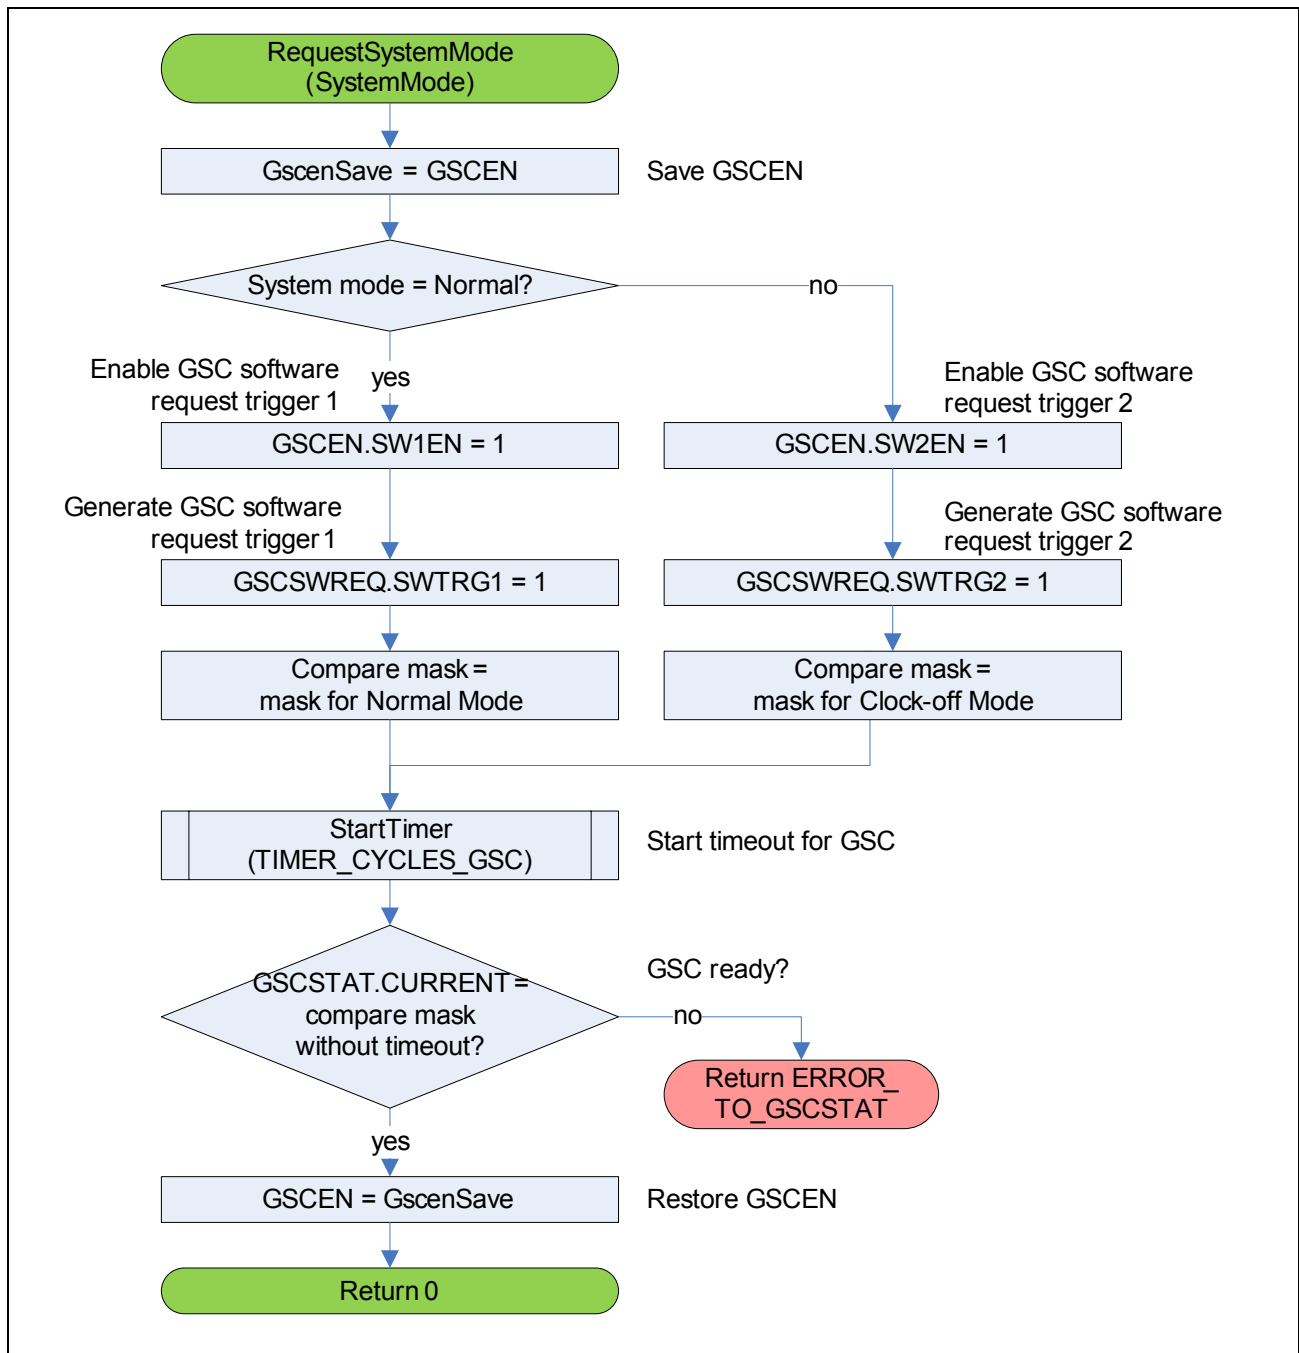 RequestSystemMode
(SystemMode)
GscenSave = GSCEN
Save GSCEN
System mode = Normal?
no
yes
Enable GSC software
request trigger 1
Enable GSC software
request trigger 2
GSCEN.SW1EN = 1
GSCEN.SW2EN = 1
Generate GSC software
request trigger 1
Generate GSC software
request trigger 2
GSCSWREQ.SWTRG1 = 1
GSCSWREQ.SWTRG2 = 1
Compare mask =
mask for Normal Mode
Compare mask =
mask for Clock-off Mode
StartTimer
(TIMER_CYCLES_GSC)
Start timeout for GSC
GSCSTAT.CURRENT =
compare mask
without timeout?
GSC ready?
no
Return ERROR_
TO_GSCSTAT
yes
GSCEN = GscenSave
Restore GSCEN
Return 0